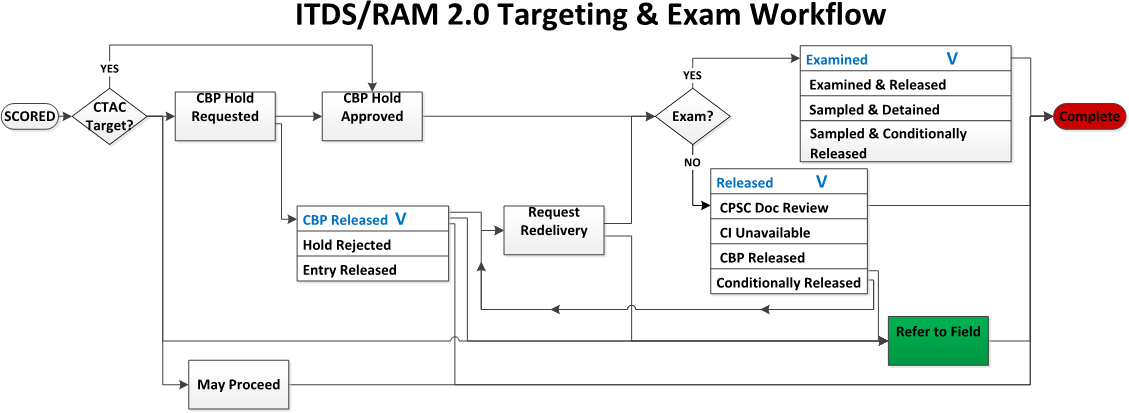 ITDS/RAM 2.0 Targeting & Exam Workflow
YES
SCORED
CTAC
Target?
CBP Hold
Requested
CBP Hold
Approved
YES
Exam?
NO
Examined V
Examined & Released
Sampled & Detained
Sampled & Conditionally
Released
Complete
CBP Released V
Hold Rejected
Entry Released
Request
Redelivery
Released V
CPSC Doc Review
CI Unavailable
CBP Released
Conditionally Released
Refer to Field
May Proceed